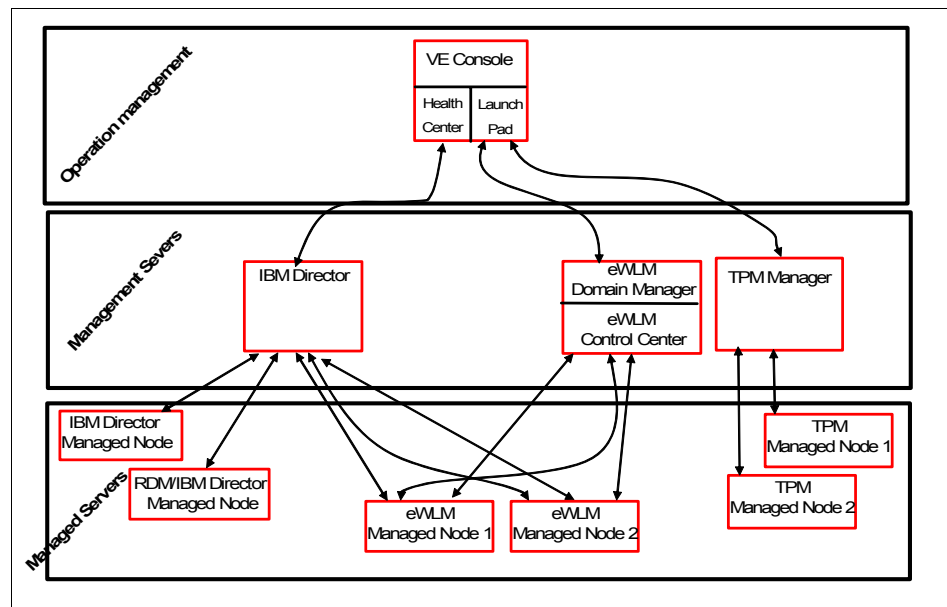 Operation management
VE Console
Health
Center
Launch
Pad
Management Severs
IBM Director
eWLM
Domain Manager
eWLM
Control Center
TPM Manager
Managed Servers
IBM Director
Managed Node
RDM/IBM Director
Managed Node
eWLM
Managed Node 1
eWLM
Managed Node 2
TPM
Managed Node 1
TPM
Managed Node 2